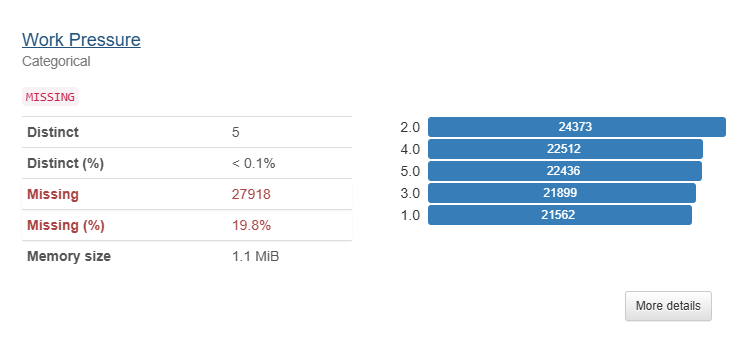 Work Pressure
Categorical
MISSING
Distinct 5
Distinct (%) < 0.1%
Missing 27918
Missing (%) 19.8%
Memory size 1.1 MiB
2.0 24373
4.0 22512
5.0 22436
3.0 21899
1.0 21562
More details